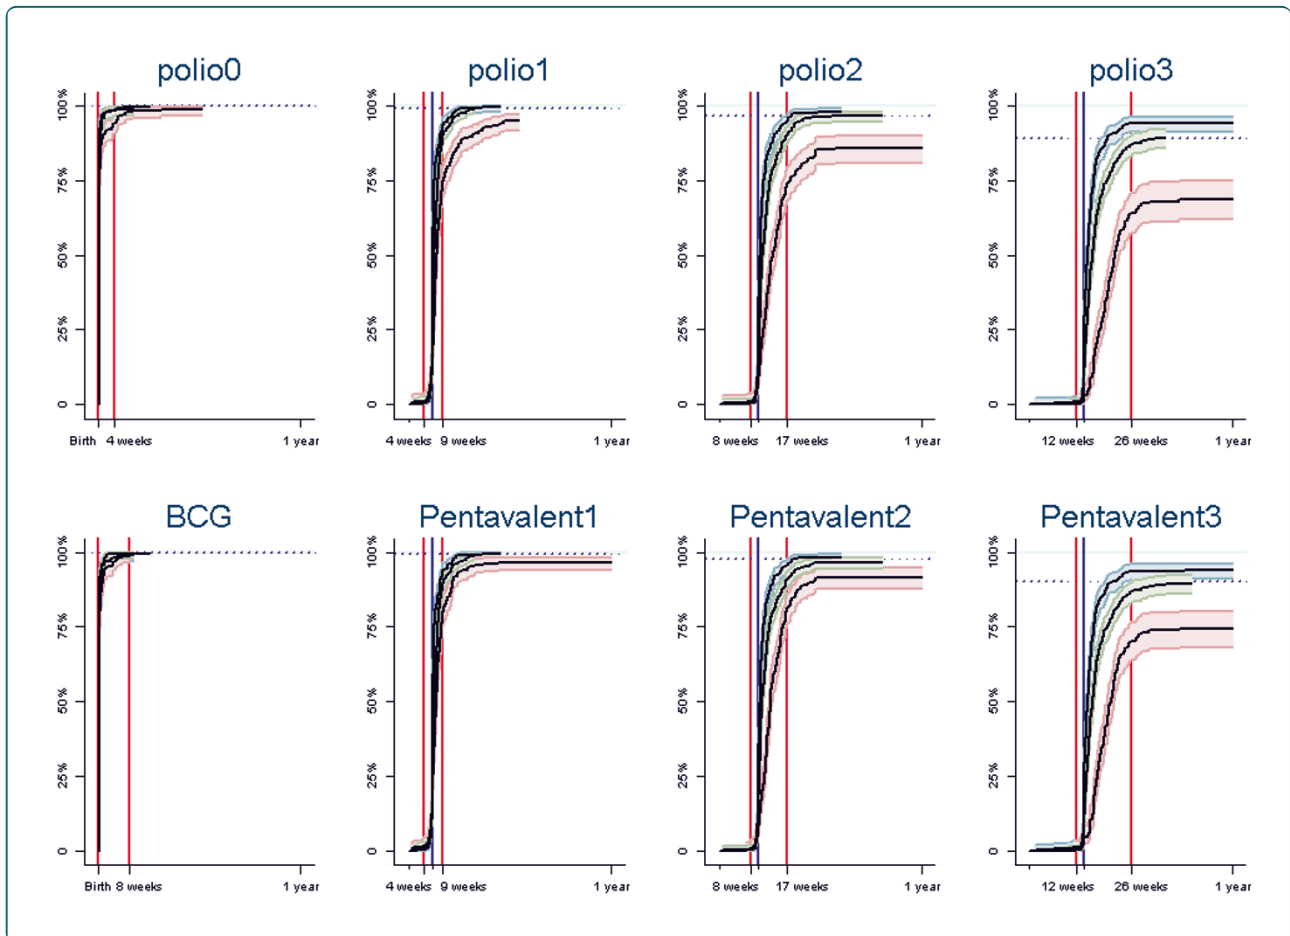 polio0 polio1 polio2 polio3
100% 100% 100% 100%
75% 75% 75% 75%
50% 50% 50% 50%
25% 25% 25% 25%
0 0 0 0
Birth 4 weeks 1 year 4 weeks 9 weeks 1 year 8 weeks 17 weeks 1 year 12 weeks 26 weeks 1 year
BCG Pentavalent1 Pentavalent2 Pentavalent3
100% 100% 100% 100%
75% 75% 75% 75%
50% 50% 50% 50%
25% 25% 25% 25%
0 0 0 0
Birth 8 weeks 1 year 4 weeks 9 weeks 1 year 8 weeks 17 weeks 1 year 12 weeks 26 weeks 1 year